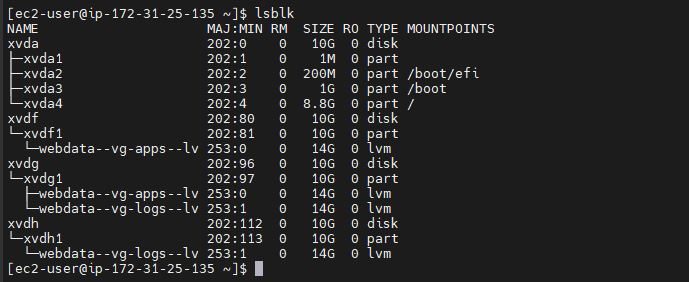 [ec2-user@ip-172-31-25-135 ~]$ lsblk
NAME                     MAJ:MIN RM  SIZE RO TYPE MOUNTPOINTS
xvda                     202:0    0   10G  0 disk
├─xvda1                  202:1    0    1M  0 part
├─xvda2                  202:2    0  200M  0 part /boot/efi
├─xvda3                  202:3    0    1G  0 part /boot
└─xvda4                  202:4    0  8.8G  0 part /
xvdf                     202:80   0   10G  0 disk
└─xvdf1                  202:81   0   10G  0 part
  └─webdata--vg-apps--lv 253:0    0   14G  0 lvm
xvdg                     202:96   0   10G  0 disk
└─xvdg1                  202:97   0   10G  0 part
  ├─webdata--vg-apps--lv 253:0    0   14G  0 lvm
  └─webdata--vg-logs--lv 253:1    0   14G  0 lvm
xvdh                     202:112  0   10G  0 disk
└─xvdh1                  202:113  0   10G  0 part
  └─webdata--vg-logs--lv 253:1    0   14G  0 lvm
[ec2-user@ip-172-31-25-135 ~]$